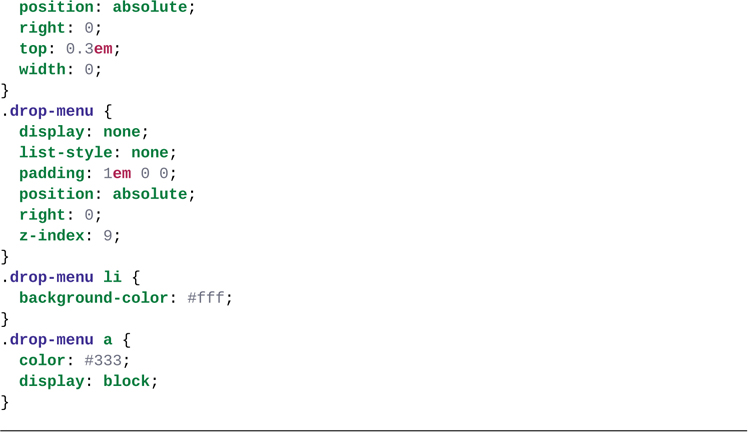 position: absolute;
  right: 0;
  top: 0.3em;
  width: 0;
}
.drop-menu {
  display: none;
  list-style: none;
  padding: 1em 0 0;
  position: absolute;
  right: 0;
  z-index: 9;
}
.drop-menu li {
  background-color: #fff;
}
.drop-menu a {
  color: #333;
  display: block;
}